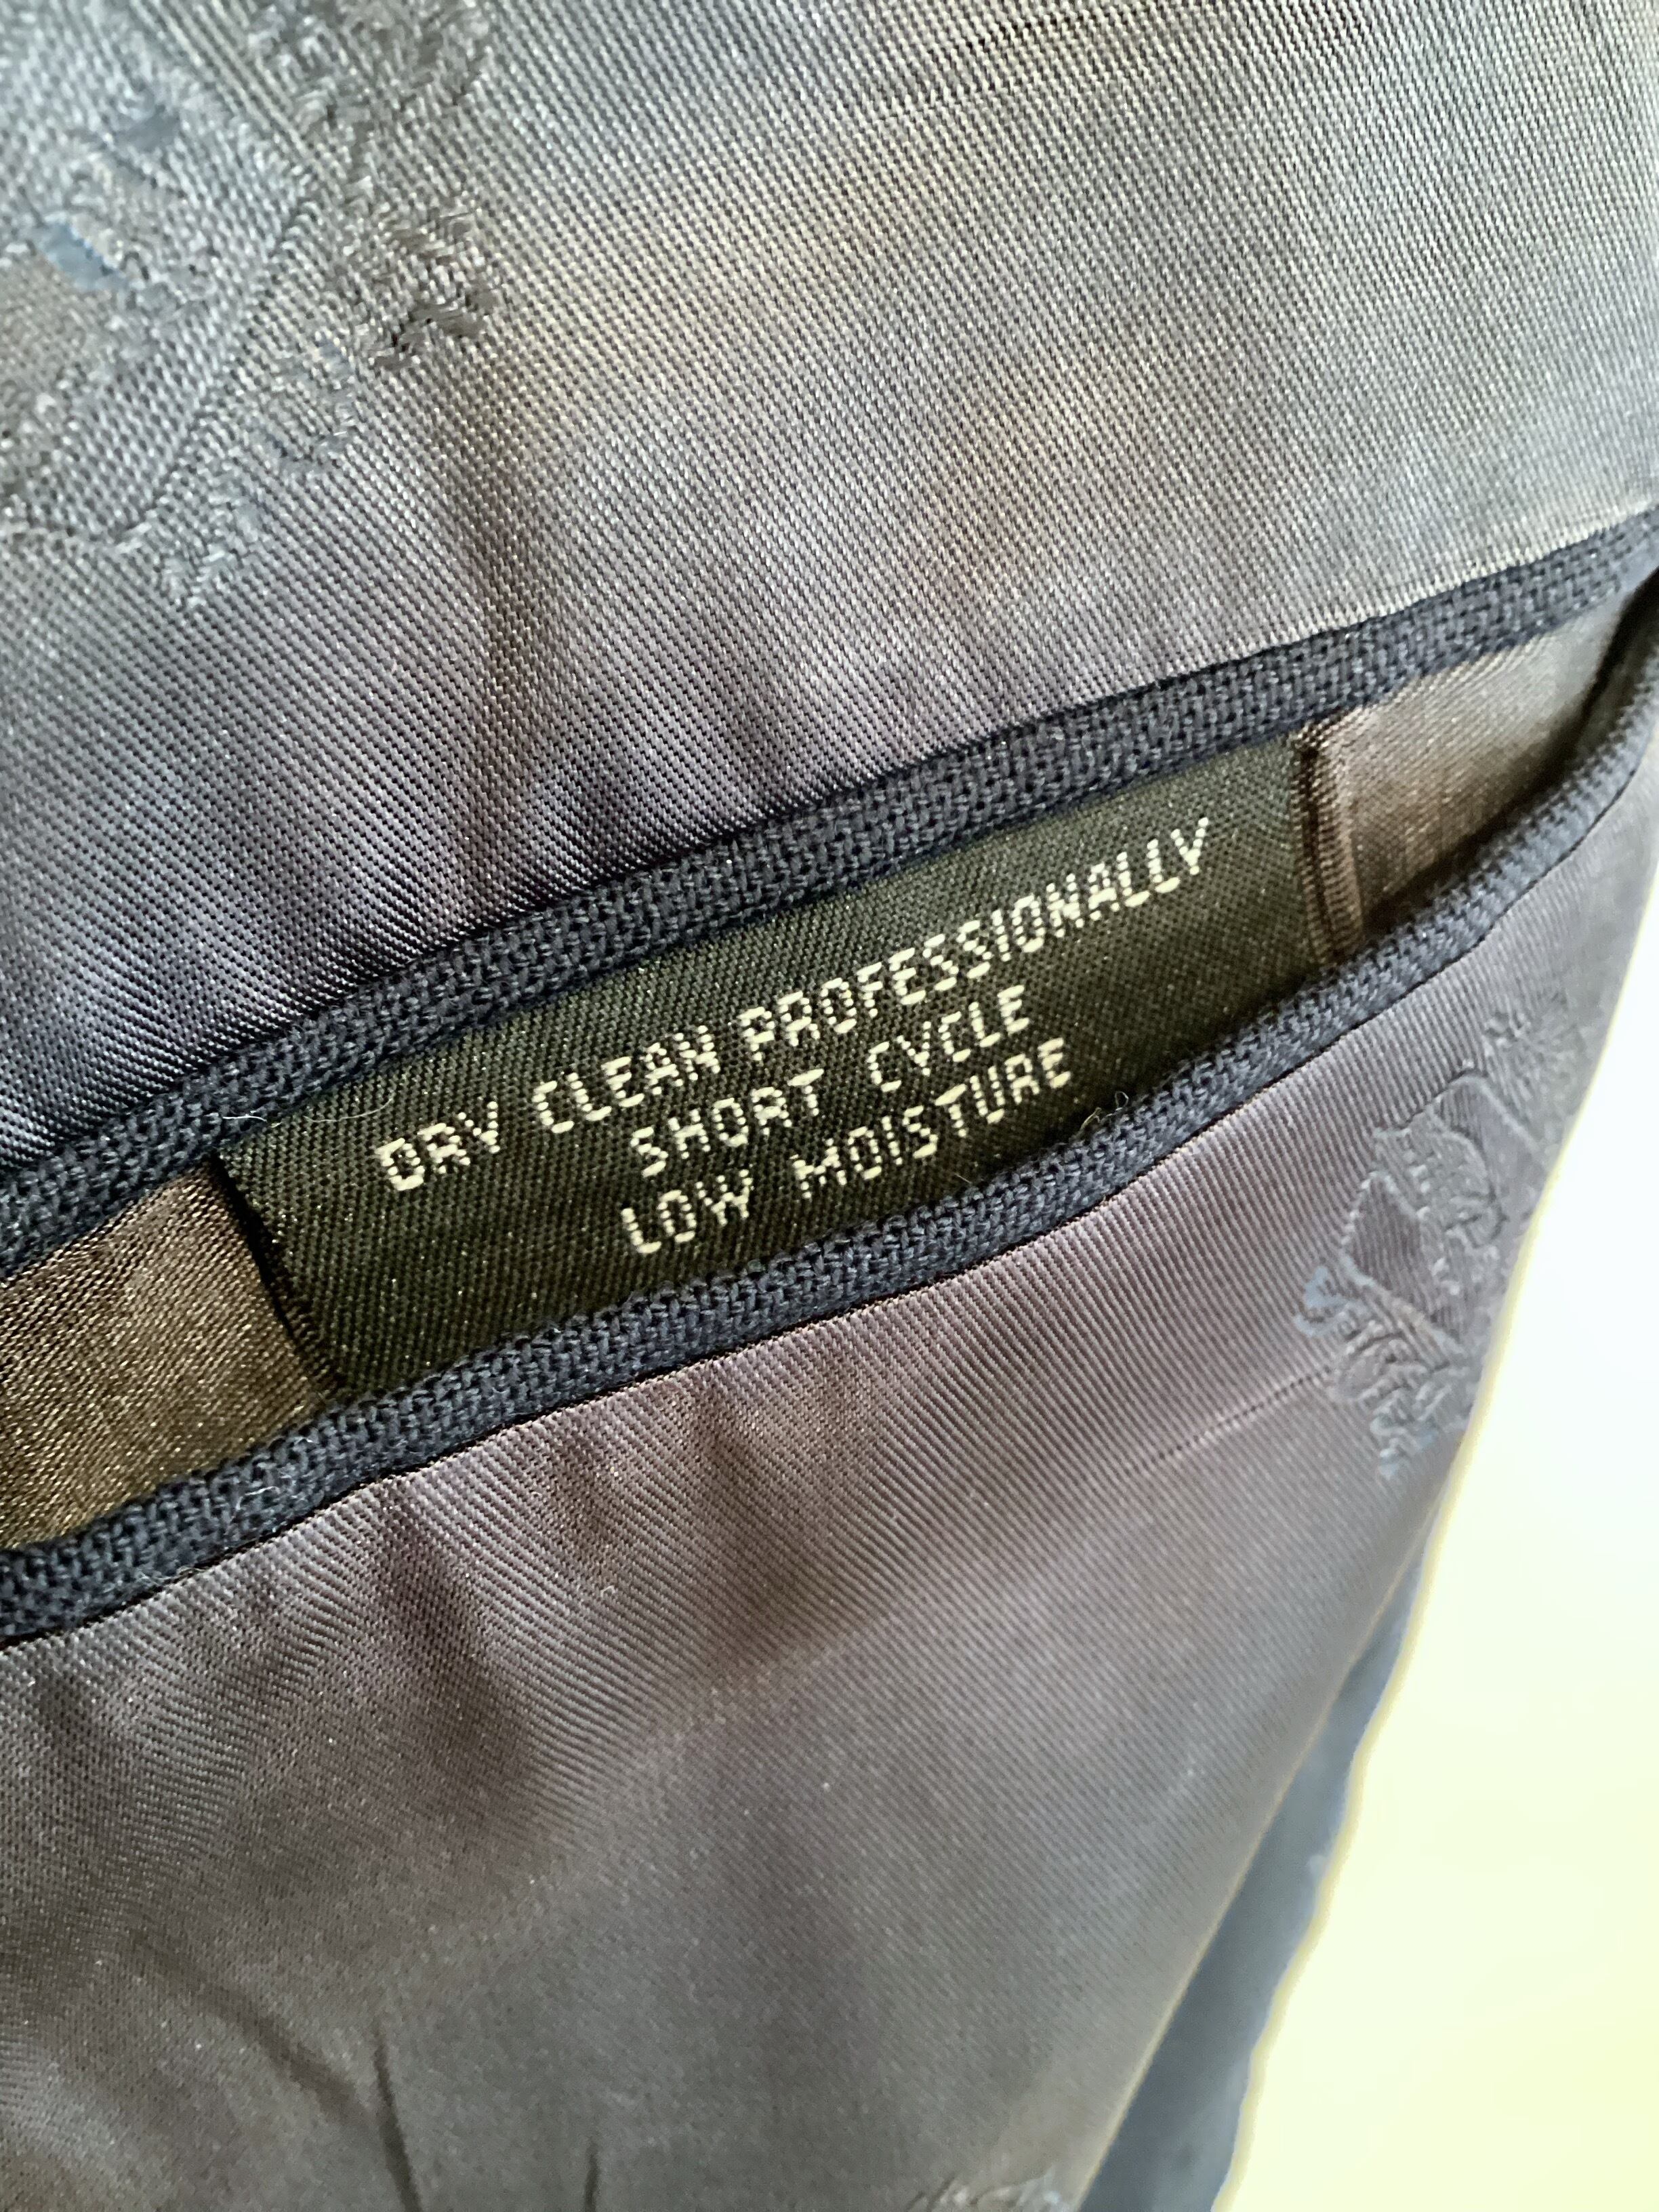 DRY CLEAN PROFESSIONALLY
SHORT CYCLE
LOW MOISTURE